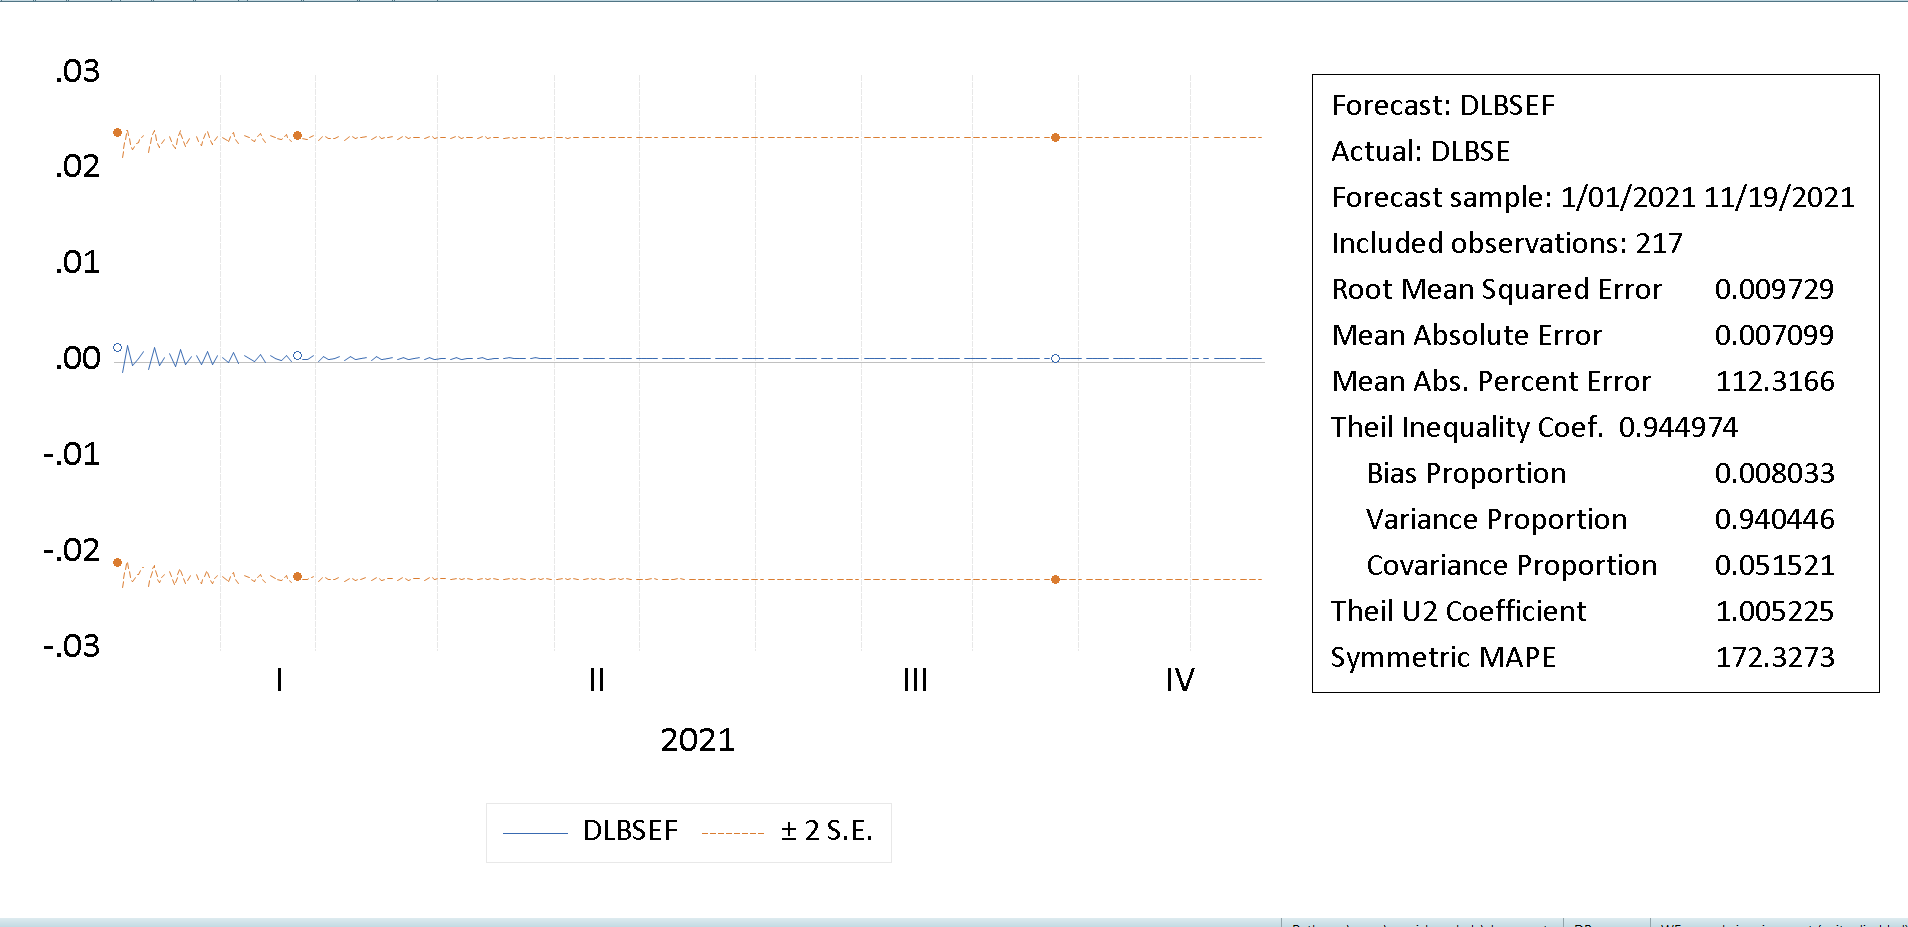 .03
.02
.01
.00
-.01
-.02
-.03
I II III IV
2021
DLBSEF ± 2 S.E.
Forecast: DLBSEF
Actual: DLBSE
Forecast sample: 1/01/2021 11/19/2021
Included observations: 217
Root Mean Squared Error 0.009729
Mean Absolute Error 0.007099
Mean Abs. Percent Error 112.3166
Theil Inequality Coef. 0.944974
Bias Proportion 0.008033
Variance Proportion 0.940446
Covariance Proportion 0.051521
Theil U2 Coefficient 1.005225
Symmetric MAPE 172.3273